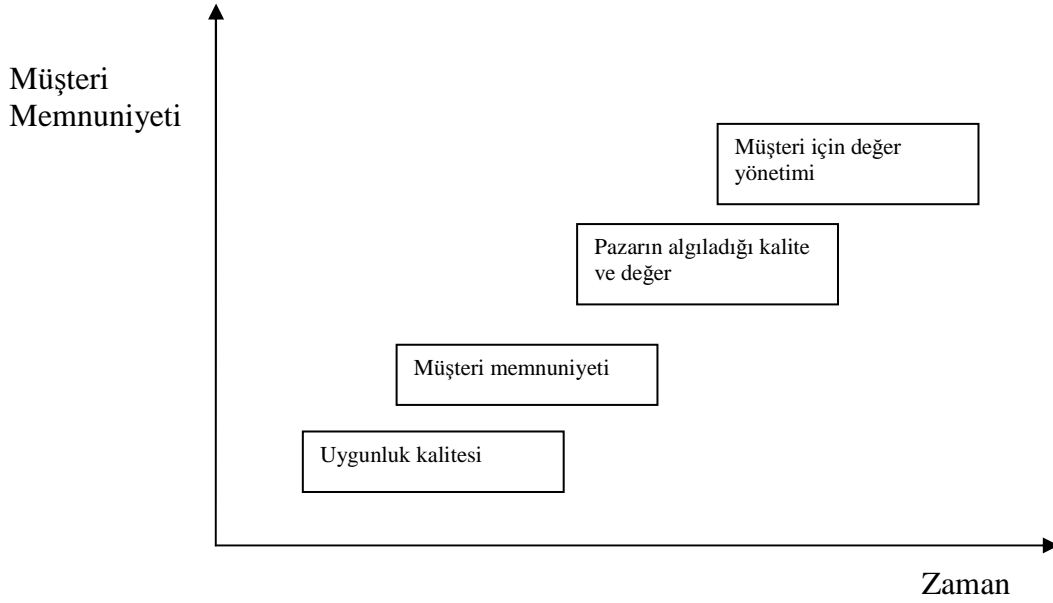 Müşteri
Memnuniyeti
Müşteri için değer
yönetimi
Pazarın algıladığı kalite
ve değer
Müşteri memnuniyeti
Uygunluk kalitesi
Zaman